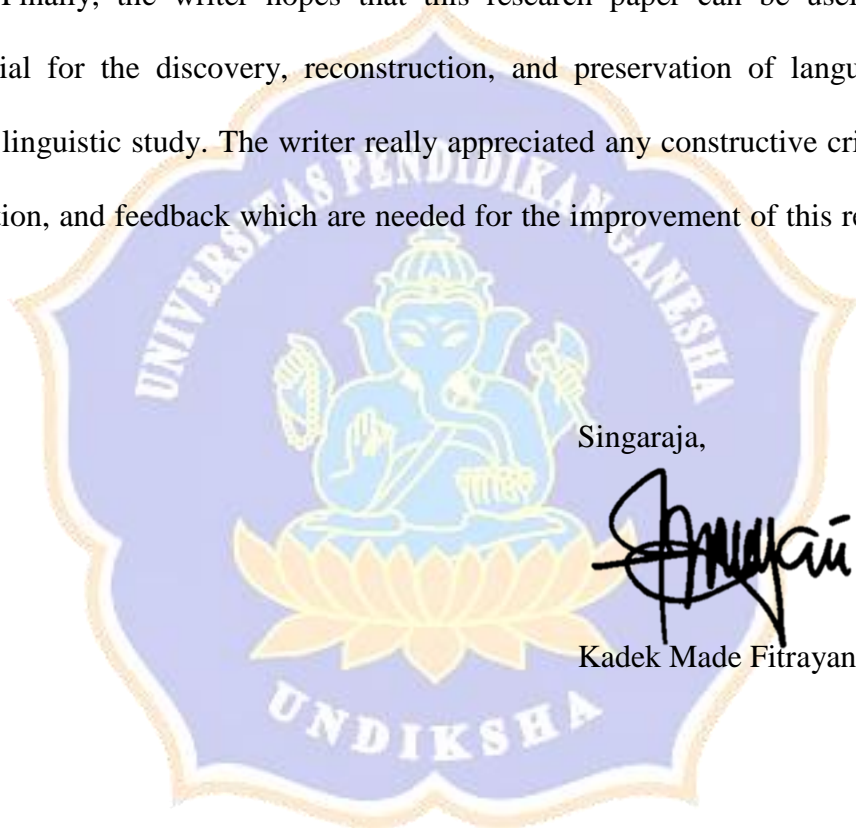 Finally, the writer hopes that this research paper can be use
ial for the discovery, reconstruction, and preservation of langu
linguistic study. The writer really appreciated any constructive cri
tion, and feedback which are needed for the improvement of this re
UNIVERSITAS PENDIDIKAN GANESHA
Singaraja,
Kadek Made Fitrayan
UNDIKSHA